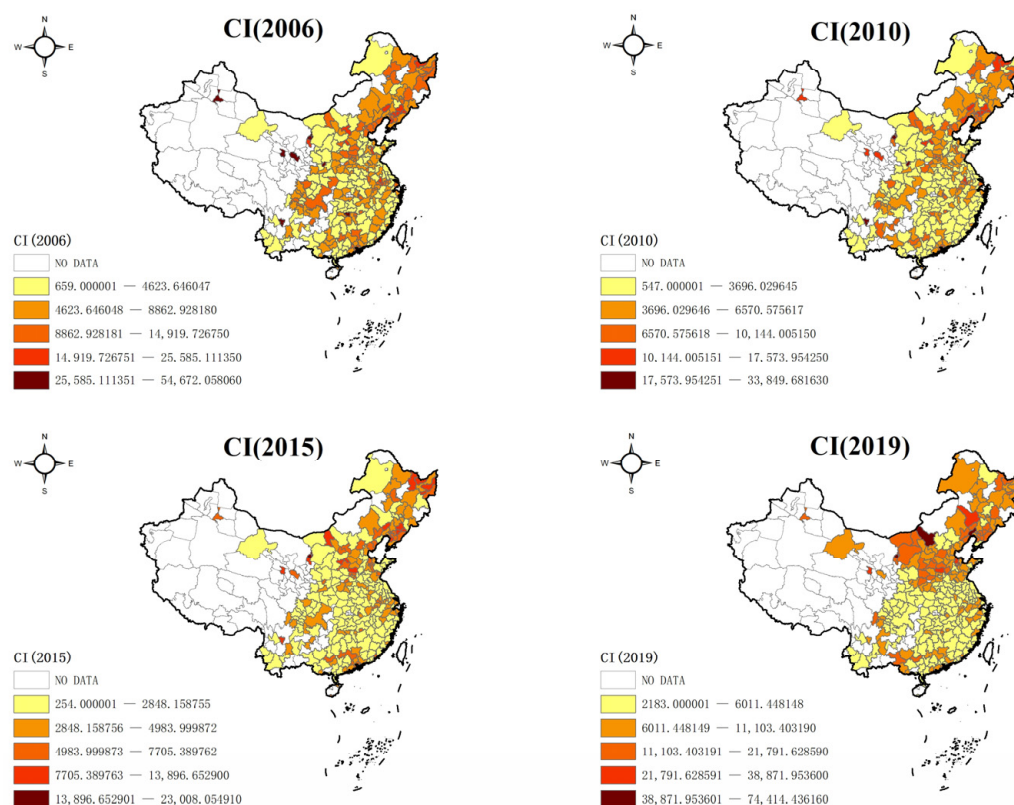 CI(2006)
N
W E
S
CI(2006)
NO DATA
659.000001 — 4623.646047
4623.646048 — 8862.928180
8862.928181 — 14,919.726750
14.919.726751 — 25,585.111350
25,585.111351 — 54,672.058060
CI(2010)
N
W E
S
CI(2010)
NO DATA
547.000001 — 3696.029645
3696.029646 — 6570.575617
6570.575618 — 10,144.005150
10.144.005151 — 17,573.954250
17,573.954251 — 33,849.681630
CI(2015)
N
W E
S
CI(2015)
NO DATA
254.000001 — 2848.158755
2848.158756 — 4983.999872
4983.999873 — 7705.389762
7705.389763 — 13,896.652900
13,896.652901 — 23,008.054910
CI(2019)
N
W E
S
CI(2019)
NO DATA
2183.000001 — 6011.448148
6011.448149 — 11,103.403190
11,103.403191 — 21,791.628590
21,791.628591 — 38,871.953600
38,871.953601 — 74,414.436160